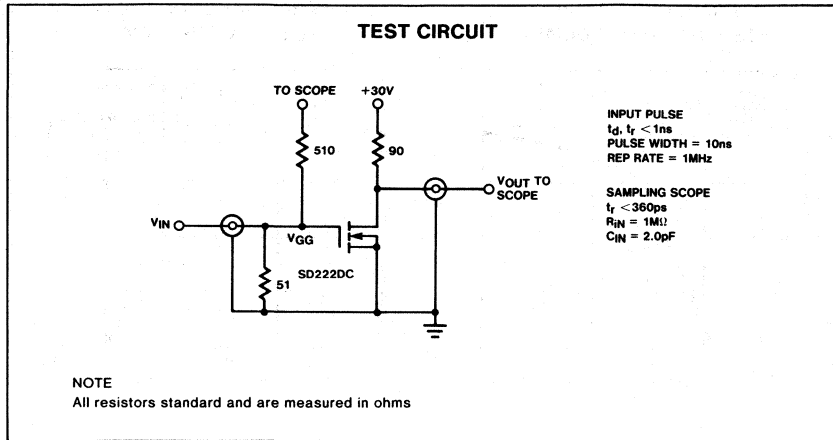 TEST CIRCUIT
TO SCOPE
+30V
510
90
VOUT TO
SCOPE
VIN
VGG
SD222DC
51
INPUT PULSE
td, tr <1ns
PULSE WIDTH = 10ns
REP RATE = 1MHz
SAMPLING SCOPE
tr <360ps
RIN = 1MΩ
CIN = 2.0pF
NOTE
All resistors standard and are measured in ohms